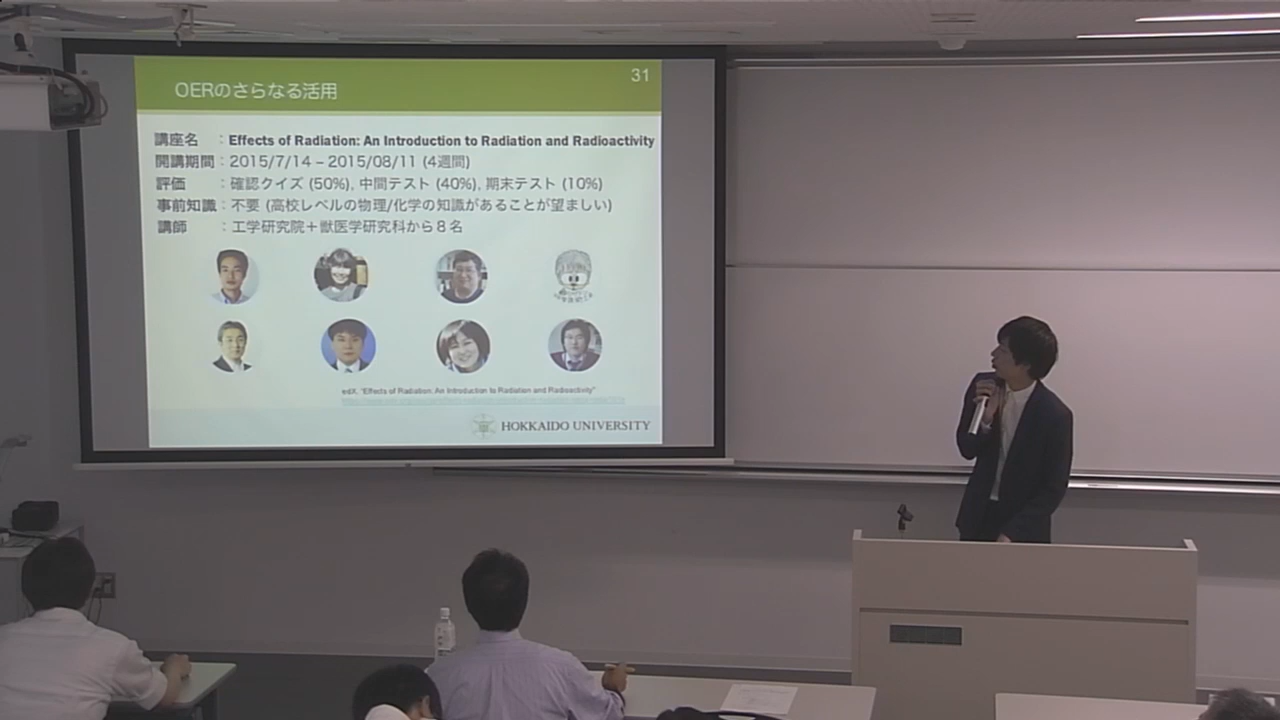 31
OERのさらなる活用
講座名 : Effects of Radiation: An Introduction to Radiation and Radioactivity
開講期間 : 2015/7/14 – 2015/08/11 (4週間)
評価 : 確認クイズ (50%), 中間テスト (40%), 期末テスト (10%)
事前知識 : 不要 (高校レベルの物理/化学の知識があることが望ましい)
講師 : 工学研究院＋獣医学研究科から８名
edX, "Effects of Radiation: An Introduction to Radiation and Radioactivity"
HOKKAIDO UNIVERSITY